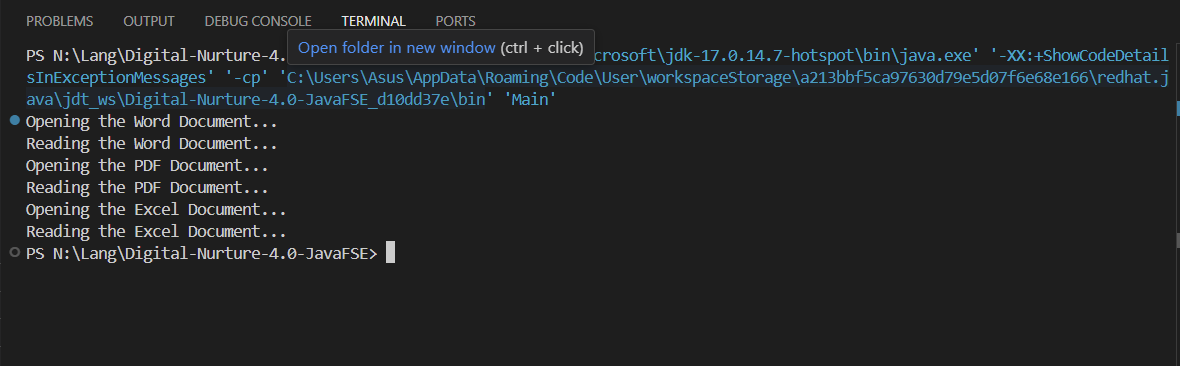 PROBLEMS OUTPUT DEBUG CONSOLE TERMINAL PORTS
Open folder in new window (ctrl + click)
PS N:\Lang\Digital-Nurture-4.0 crosoft\jdk-17.0.14.7-hotspot\bin\java.exe' '-XX:+ShowCodeDetail
sInExceptionMessages' '-cp' 'C:\Users\Asus\AppData\Roaming\Code\User\workspaceStorage\a213bbf5ca97630d79e5d07f6e68e166\redhat.j
ava\jdt_ws\Digital-Nurture-4.0-JavaFSE_d10dd37e\bin' 'Main'
Opening the Word Document...
Reading the Word Document...
Opening the PDF Document...
Reading the PDF Document...
Opening the Excel Document...
Reading the Excel Document...
PS N:\Lang\Digital-Nurture-4.0-JavaFSE>